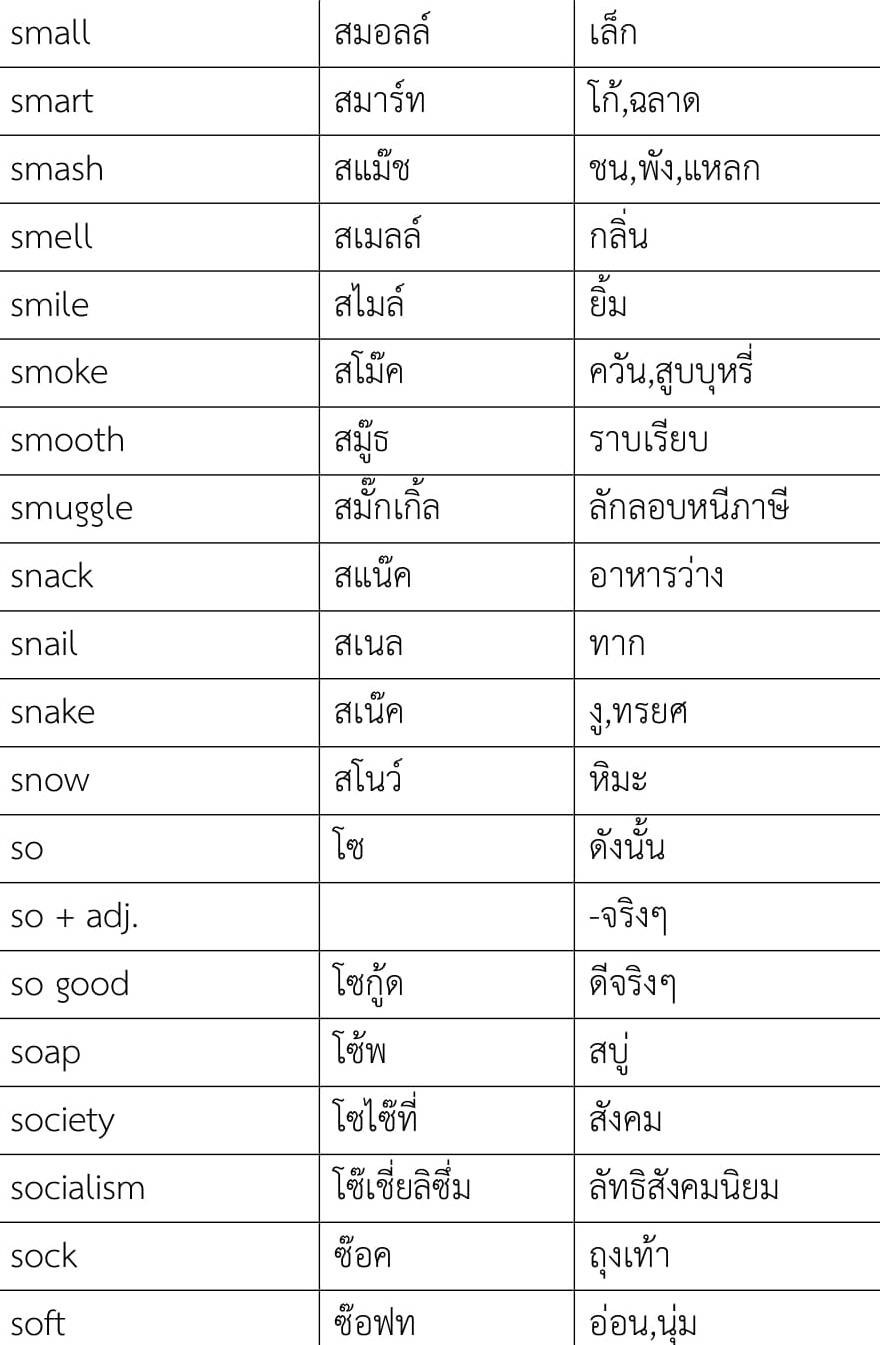 small สมอลล์ เล็ก
smart สมาร์ท โก้,ฉลาด
smash สแม๊ช ชน,พัง,แหลก
smell สเมลล์ กลิ่น
smile สไมล์ ยิ้ม
smoke สโม๊ค ควัน,สูบบุหรี่
smooth สมู๊ธ ราบเรียบ
smuggle สมั๊กเกิ้ล ลักลอบหนีภาษี
snack สแน๊ค อาหารว่าง
snail สเนล ทาก
snake สเน๊ค งู,ทรยศ
snow สโนว์ หิมะ
so โซ ดังนั้น
so + adj. -จริงๆ
so good โซกู้ด ดีจริงๆ
soap โซ้พ สบู่
society โซไซ๊ที่ สังคม
socialism โซ๊เชี่ยลิซึ่ม ลัทธิสังคมนิยม
sock ซ๊อค ถุงเท้า
soft ซ๊อฟท อ่อน,นุ่ม